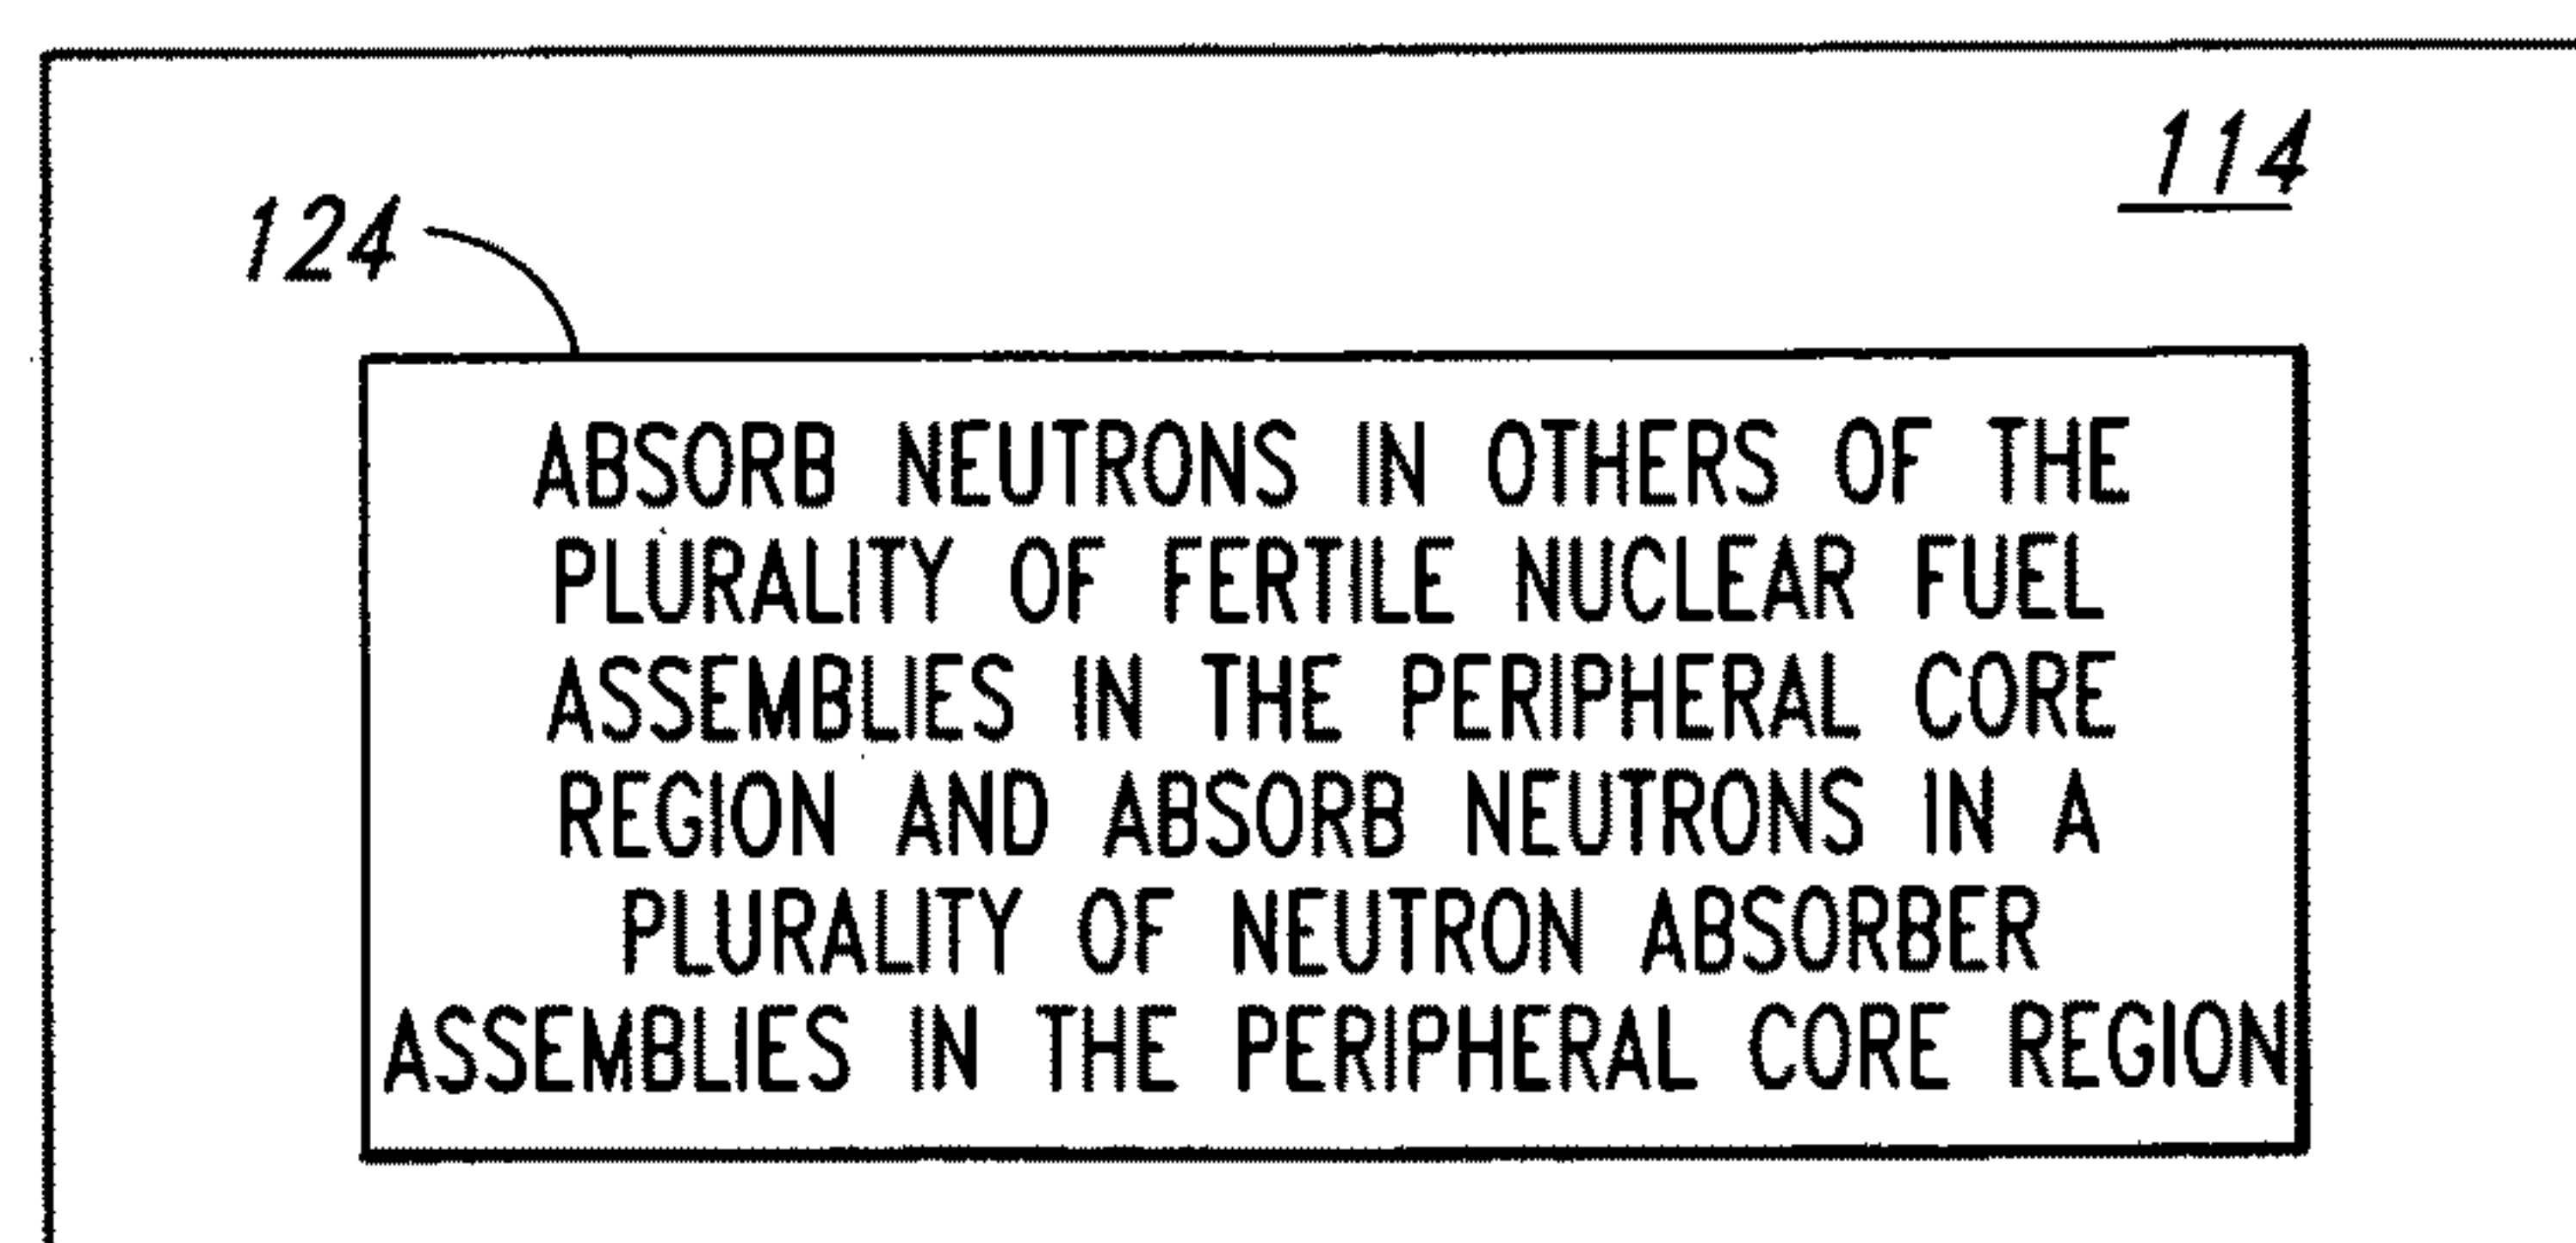 114
124
ABSORB NEUTRONS IN OTHERS OF THE
PLURALITY OF FERTILE NUCLEAR FUEL
ASSEMBLIES IN THE PERIPHERAL CORE
REGION AND ABSORB NEUTRONS IN A
PLURALITY OF NEUTRON ABSORBER
ASSEMBLIES IN THE PERIPHERAL CORE REGION